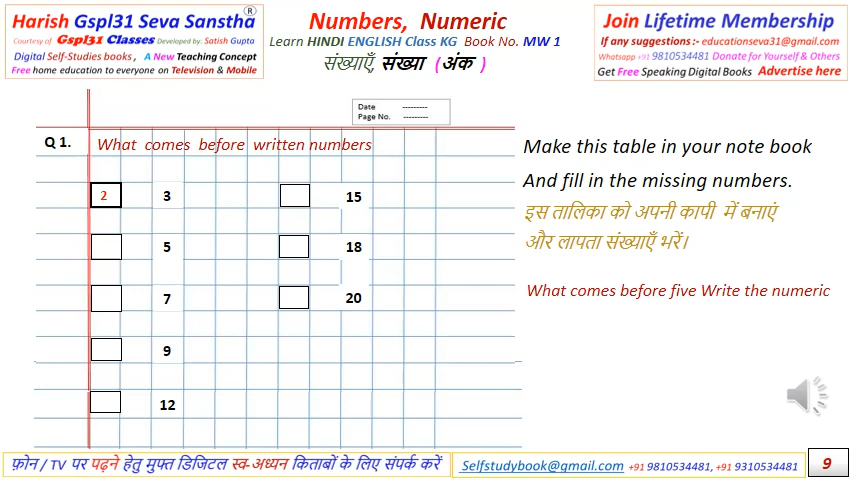 Harish Gspl31 Seva Sanstha ®
Courtesy of Gspl31 Classes Developed by: Satish Gupta
Digital Self-Studies books , A New Teaching Concept
Free home education to everyone on Television & Mobile
Numbers, Numeric
Learn HINDI ENGLISH Class KG Book No. MW 1
संख्याएँ, संख्या (अंक )
Join Lifetime Membership
If any suggestions :- educationseva31@gmail.com
Whatsapp +91 9810534481 Donate for Yourself & Others
Get Free Speaking Digital Books Advertise here
Date ---------
Page No. ---------
Q 1. What comes before written numbers
2 3 15
5 18
7 20
9
12
Make this table in your note book
And fill in the missing numbers.
इस तालिका को अपनी कापी में बनाएं
और लापता संख्याएँ भरें।
What comes before five Write the numeric
फ़ोन / TV पर पढ़ने हेतु मुफ्त डिजिटल स्व-अध्यन किताबों के लिए संपर्क करें
Selfstudybook@gmail.com +91 9810534481, +91 9310534481
9